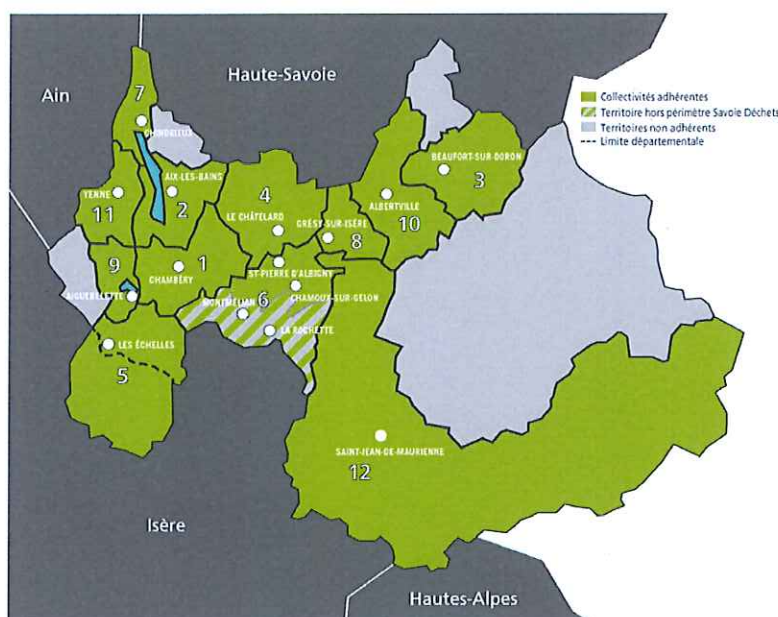 Haute-Savoie
Ain
Collectivités adhérentes
Territoire hors périmètre Savoie Déchets
Territoires non adhérents
Limite départementale
7
CHINDRIEUX
AIX-LES-BAINS
2
YENNE
11
4
LE CHÂTELARD
BEAUFORT-SUR-DORON
3
ALBERTVILLE
10
GRÉSY-SUR-ISÈRE
8
9
1
CHAMBÉRY
AIGUEBELETTE
ST-PIERRE D'ALBIGNY
CHAMOUX-SUR-GELON
MONTMÉLIAN
6
LA ROCHETTE
LES ÉCHELLES
5
SAINT-JEAN-DE-MAURIENNE
12
Isère
Hautes-Alpes